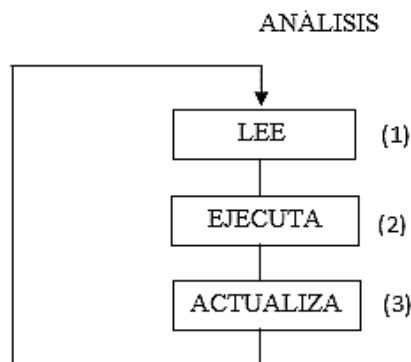 ANÀLISIS
LEE (1)
EJECUTA (2)
ACTUALIZA (3)